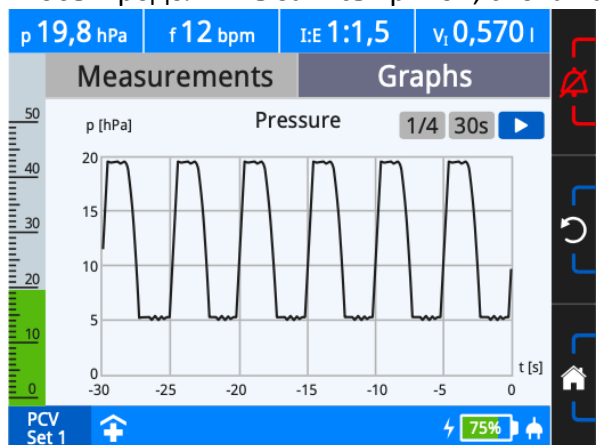 p 19,8 hPa f 12 bpm I:E 1:1,5 VI 0,570 l
Measurements Graphs
p [hPa] Pressure 1/4 30s
50
40
30
20
10
0
20
15
10
5
0
t [s]
-30 -25 -20 -15 -10 -5 0
PCV
Set 1
75%